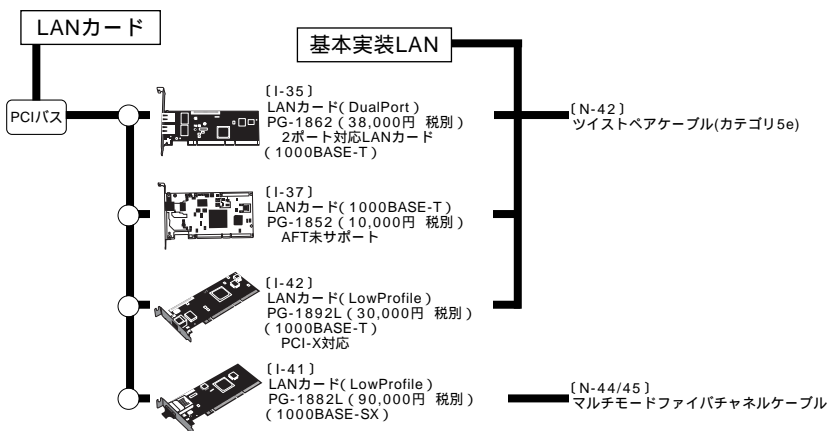 LANカード
基本実装LAN
PCIバス
〔I-35〕
LANカード(DualPort)
PG-1862（38,000円 税別）
2ポート対応LANカード
(1000BASE-T)
〔N-42〕
ツイストペアケーブル(カテゴリ5e)
〔I-37〕
LANカード(1000BASE-T)
PG-1852（10,000円 税別）
AFT未サポート
〔I-42〕
LANカード(LowProfile)
PG-1892L（30,000円 税別）
(1000BASE-T)
PCI-X対応
〔I-41〕
LANカード(LowProfile)
PG-1882L（90,000円 税別）
(1000BASE-SX)
〔N-44/45〕
マルチモードファイバチャネルケーブル